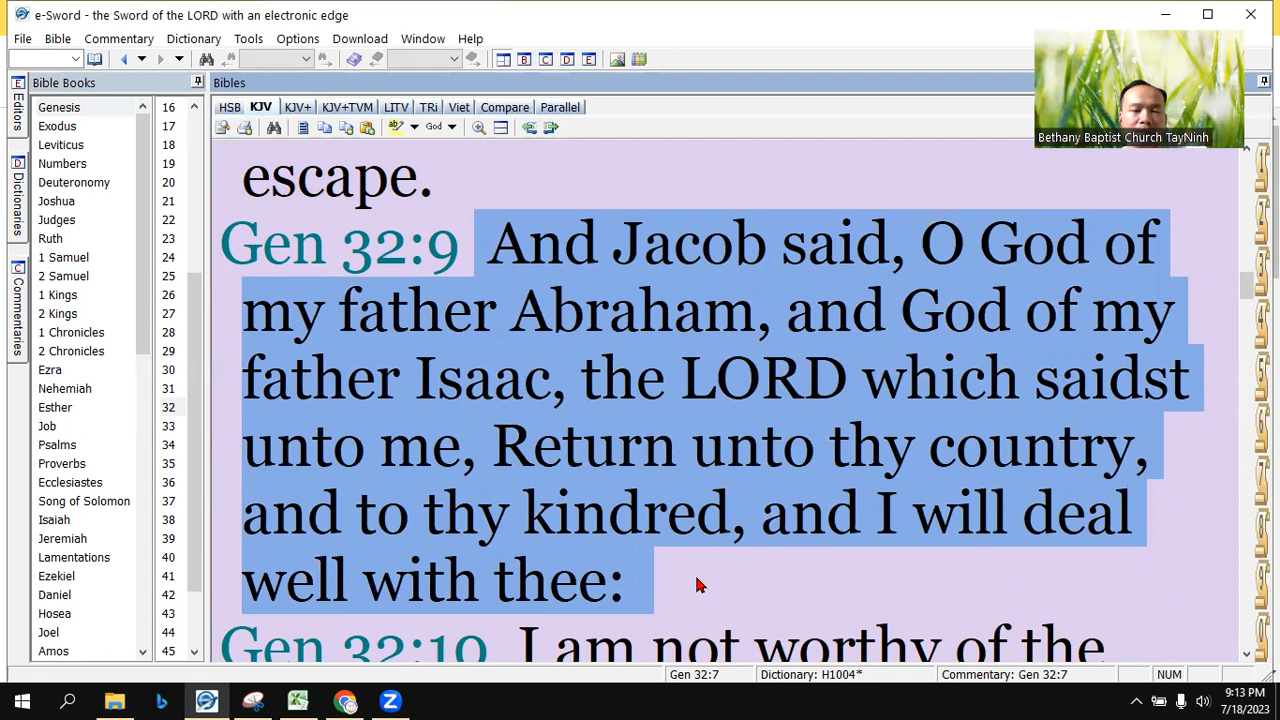 e-Sword - the Sword of the LORD with an electronic edge
File Bible Commentary Dictionary Tools Options Download Window Help
Bible Books
Bibles
Editors
Dictionaries
Commentaries
Genesis 16
Exodus 17
Leviticus 18
Numbers 19
Deuteronomy 20
Joshua 21
Judges 22
Ruth 23
1 Samuel 24
2 Samuel 25
1 Kings 26
2 Kings 27
1 Chronicles 28
2 Chronicles 29
Ezra 30
Nehemiah 31
Esther 32
Job 33
Psalms 34
Proverbs 35
Ecclesiastes 36
Song of Solomon 37
Isaiah 38
Jeremiah 39
Lamentations 40
Ezekiel 41
Daniel 42
Hosea 43
Joel 44
Amos 45
HSB KJV KJV+ KJV+TVM LITV TRi Viet Compare Parallel
God
Bethany Baptist Church TayNinh
escape.
Gen 32:9 And Jacob said, O God of
my father Abraham, and God of my
father Isaac, the LORD which saidst
unto me, Return unto thy country,
and to thy kindred, and I will deal
well with thee:
Gen 32:10 I am not worthy of the
Gen 32:7 Dictionary: H1004* Commentary: Gen 32:7 NUM
9:13 PM
7/18/2023